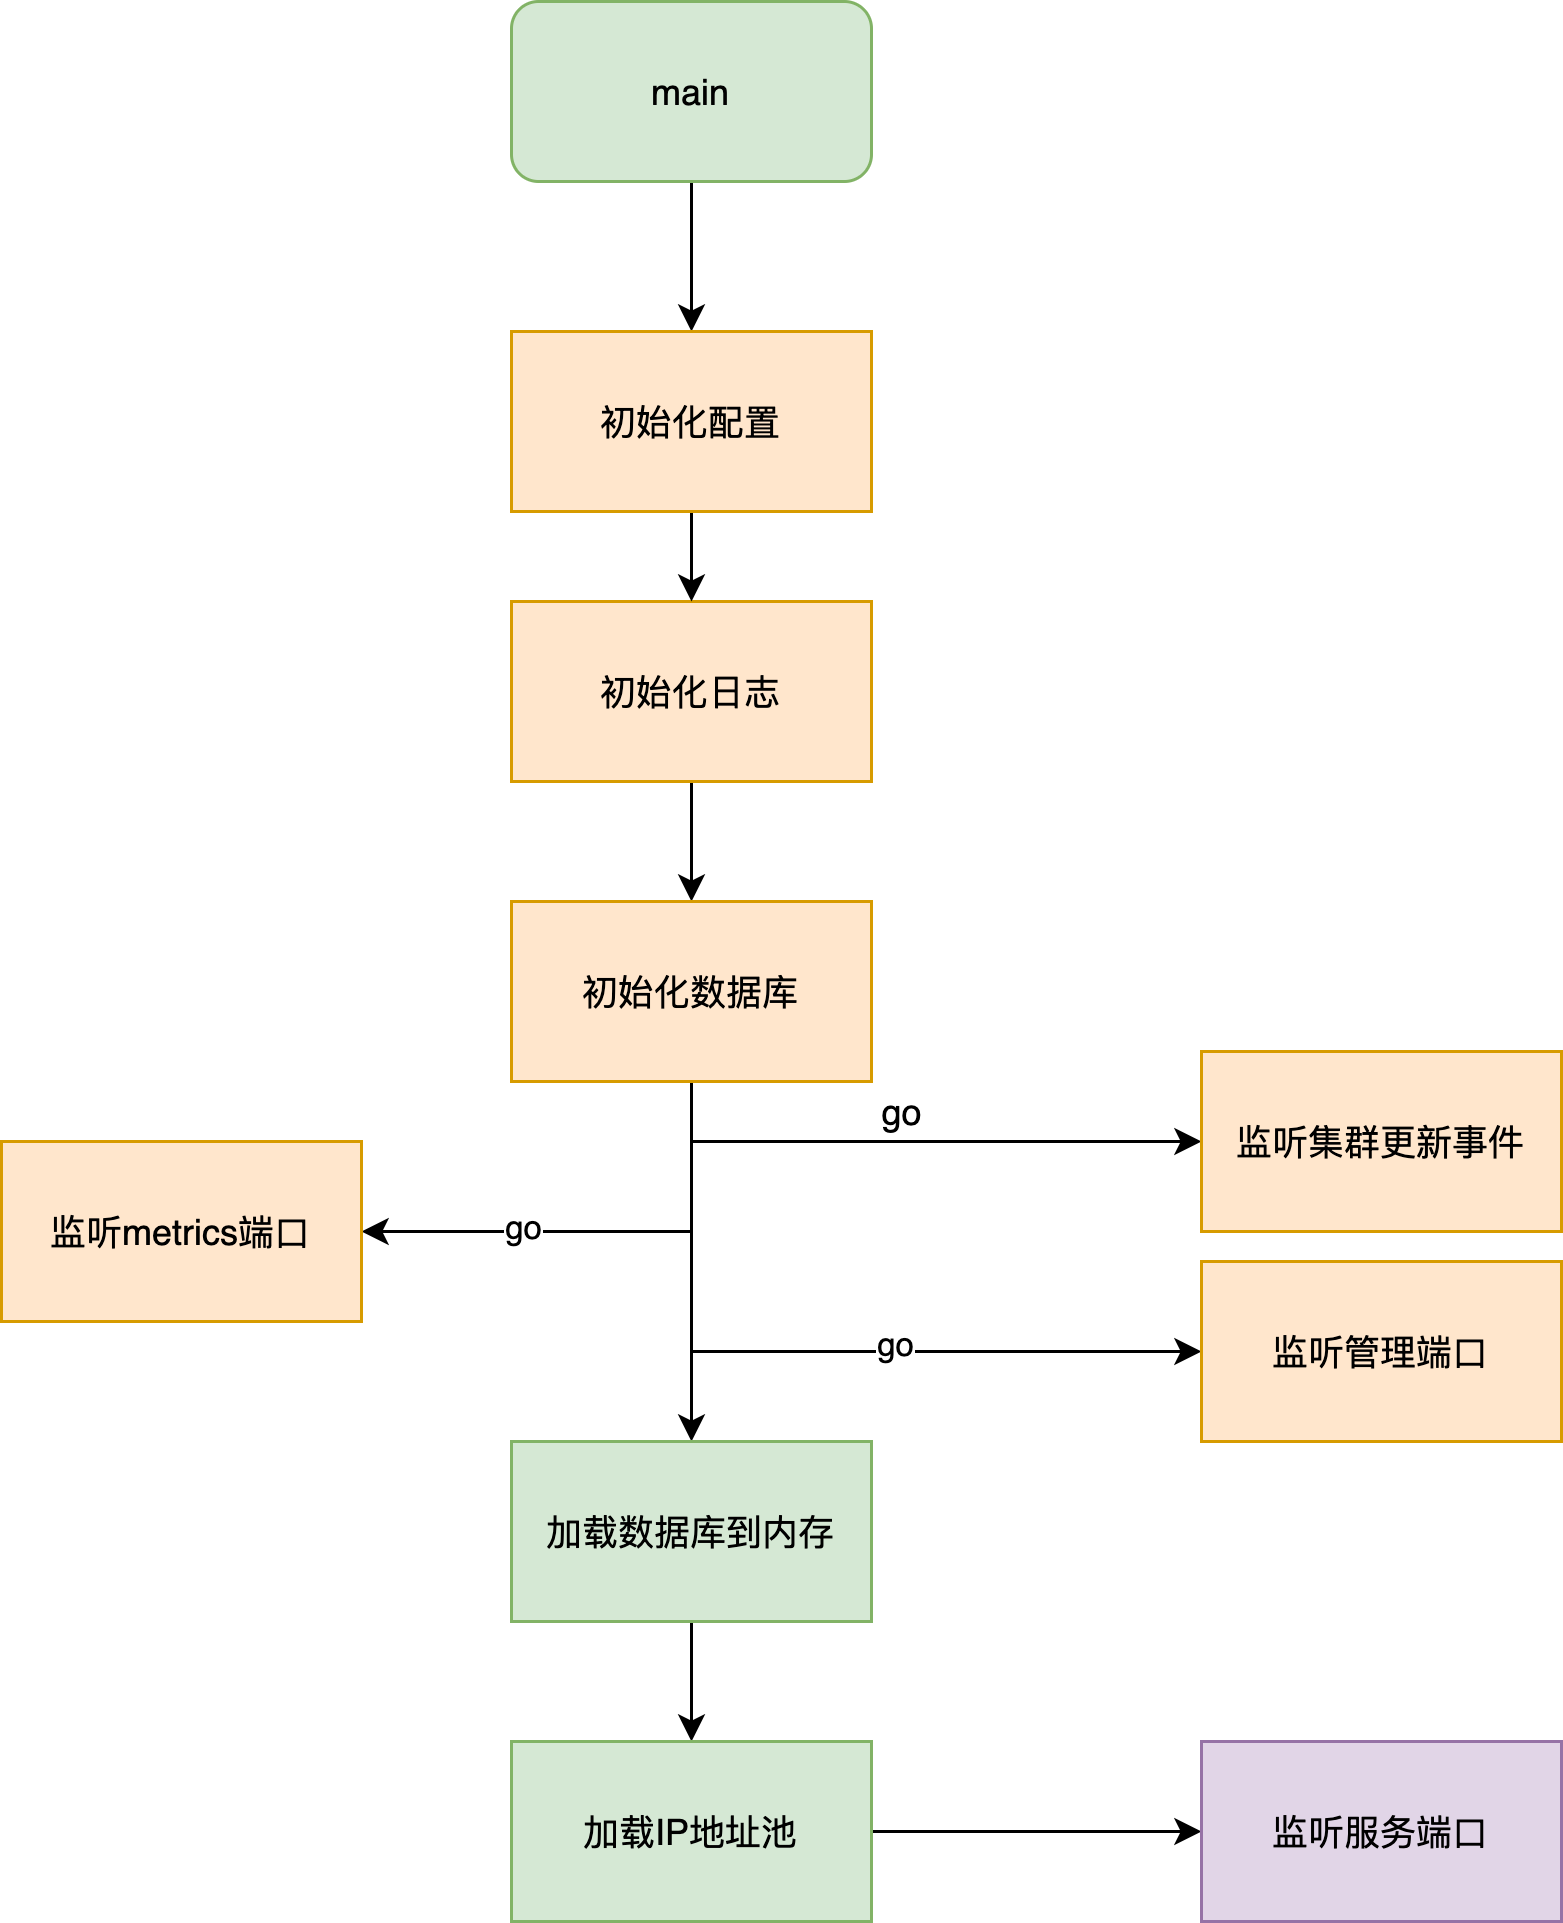 main
初始化配置
初始化日志
初始化数据库
go
监听集群更新事件
监听metrics端口
go
go
监听管理端口
加载数据库到内存
加载IP地址池
监听服务端口